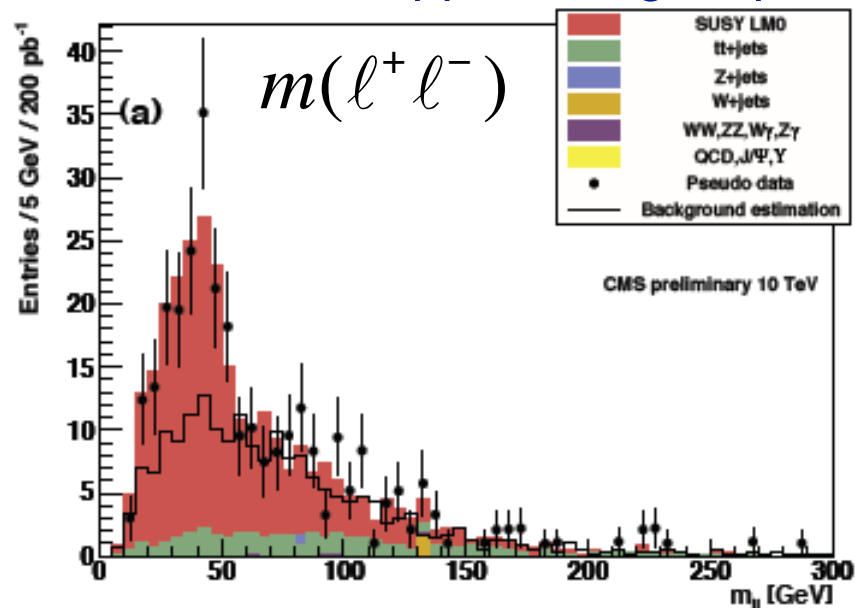 m(ℓ⁺ ℓ⁻)
(a)
SUSY LM0
tt+jets
Z+jets
W+jets
WW,ZZ,Wγ,Zγ
QCD,J/Ψ,Υ
Pseudo data
Background estimation
CMS preliminary 10 TeV
Entries / 5 GeV / 200 pb⁻¹
40
35
30
25
20
15
10
5
0
0 50 100 150 200 250 300
m_ll [GeV]